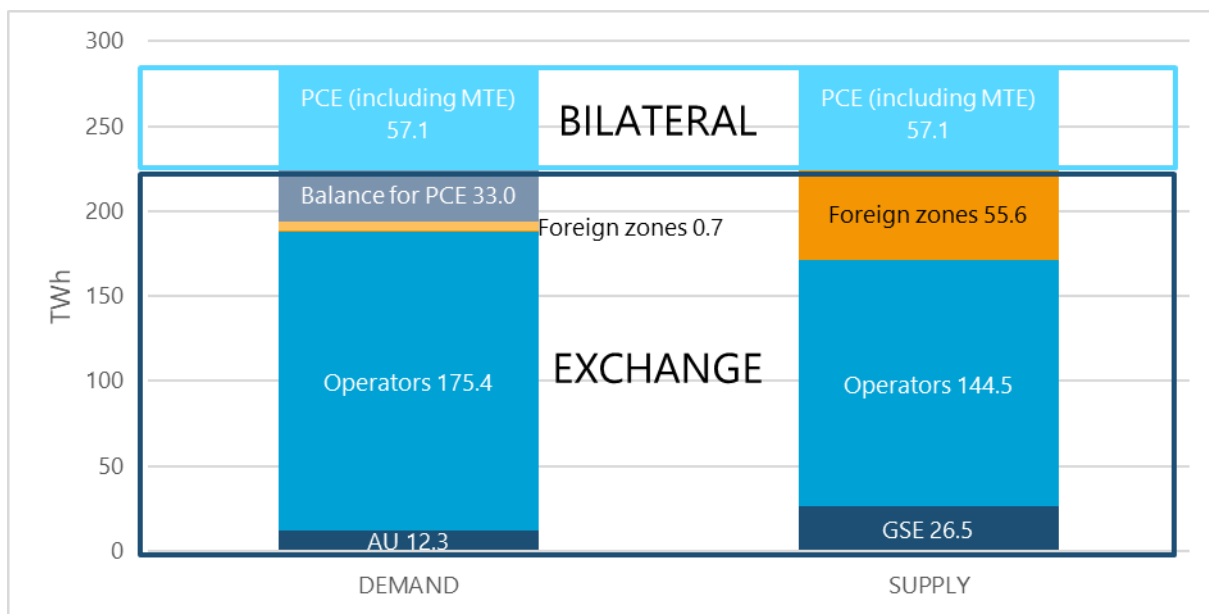 300
250
200
150
100
50
0
TWh
PCE (including MTE)
57.1
BILATERAL
PCE (including MTE)
57.1
Balance for PCE 33.0
Foreign zones 0.7
Foreign zones 55.6
Operators 175.4
EXCHANGE
Operators 144.5
AU 12.3
GSE 26.5
DEMAND
SUPPLY